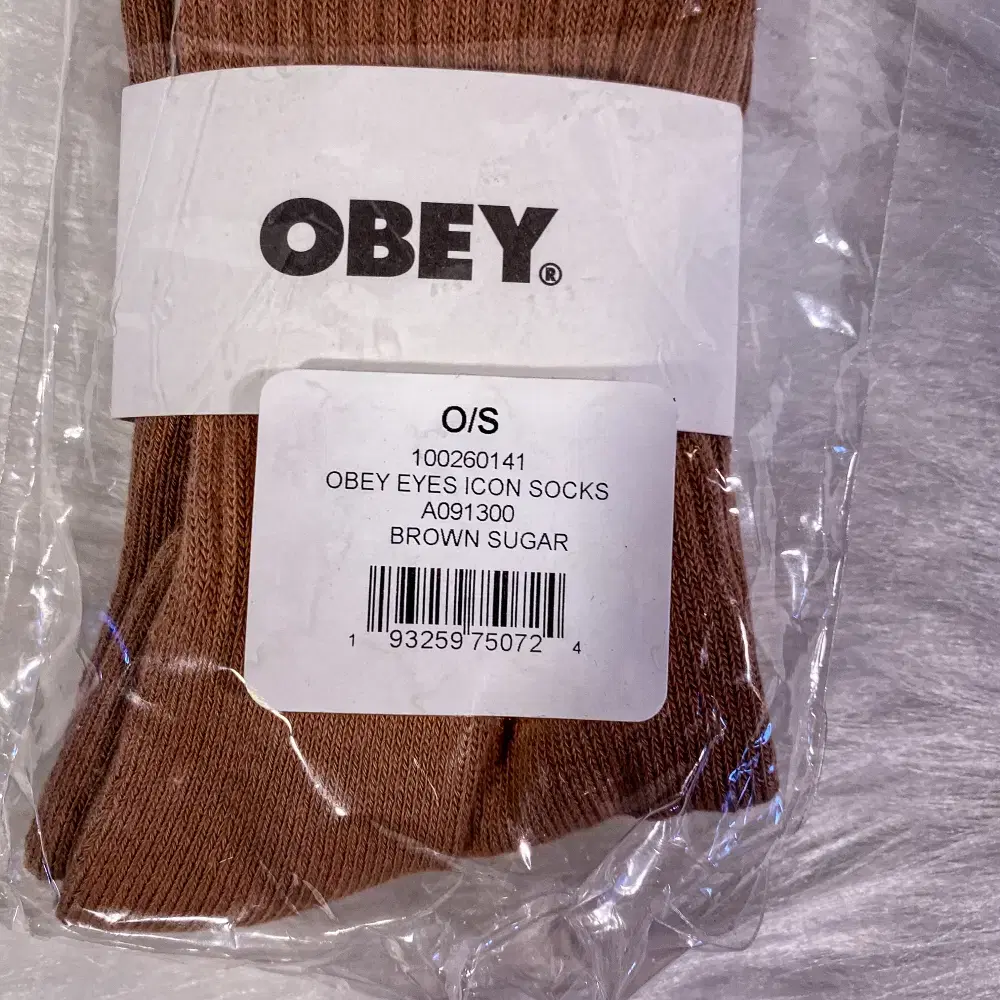 OBEY®
O/S
100260141
OBEY EYES ICON SOCKS
A091300
BROWN SUGAR
1 93259 75072 4